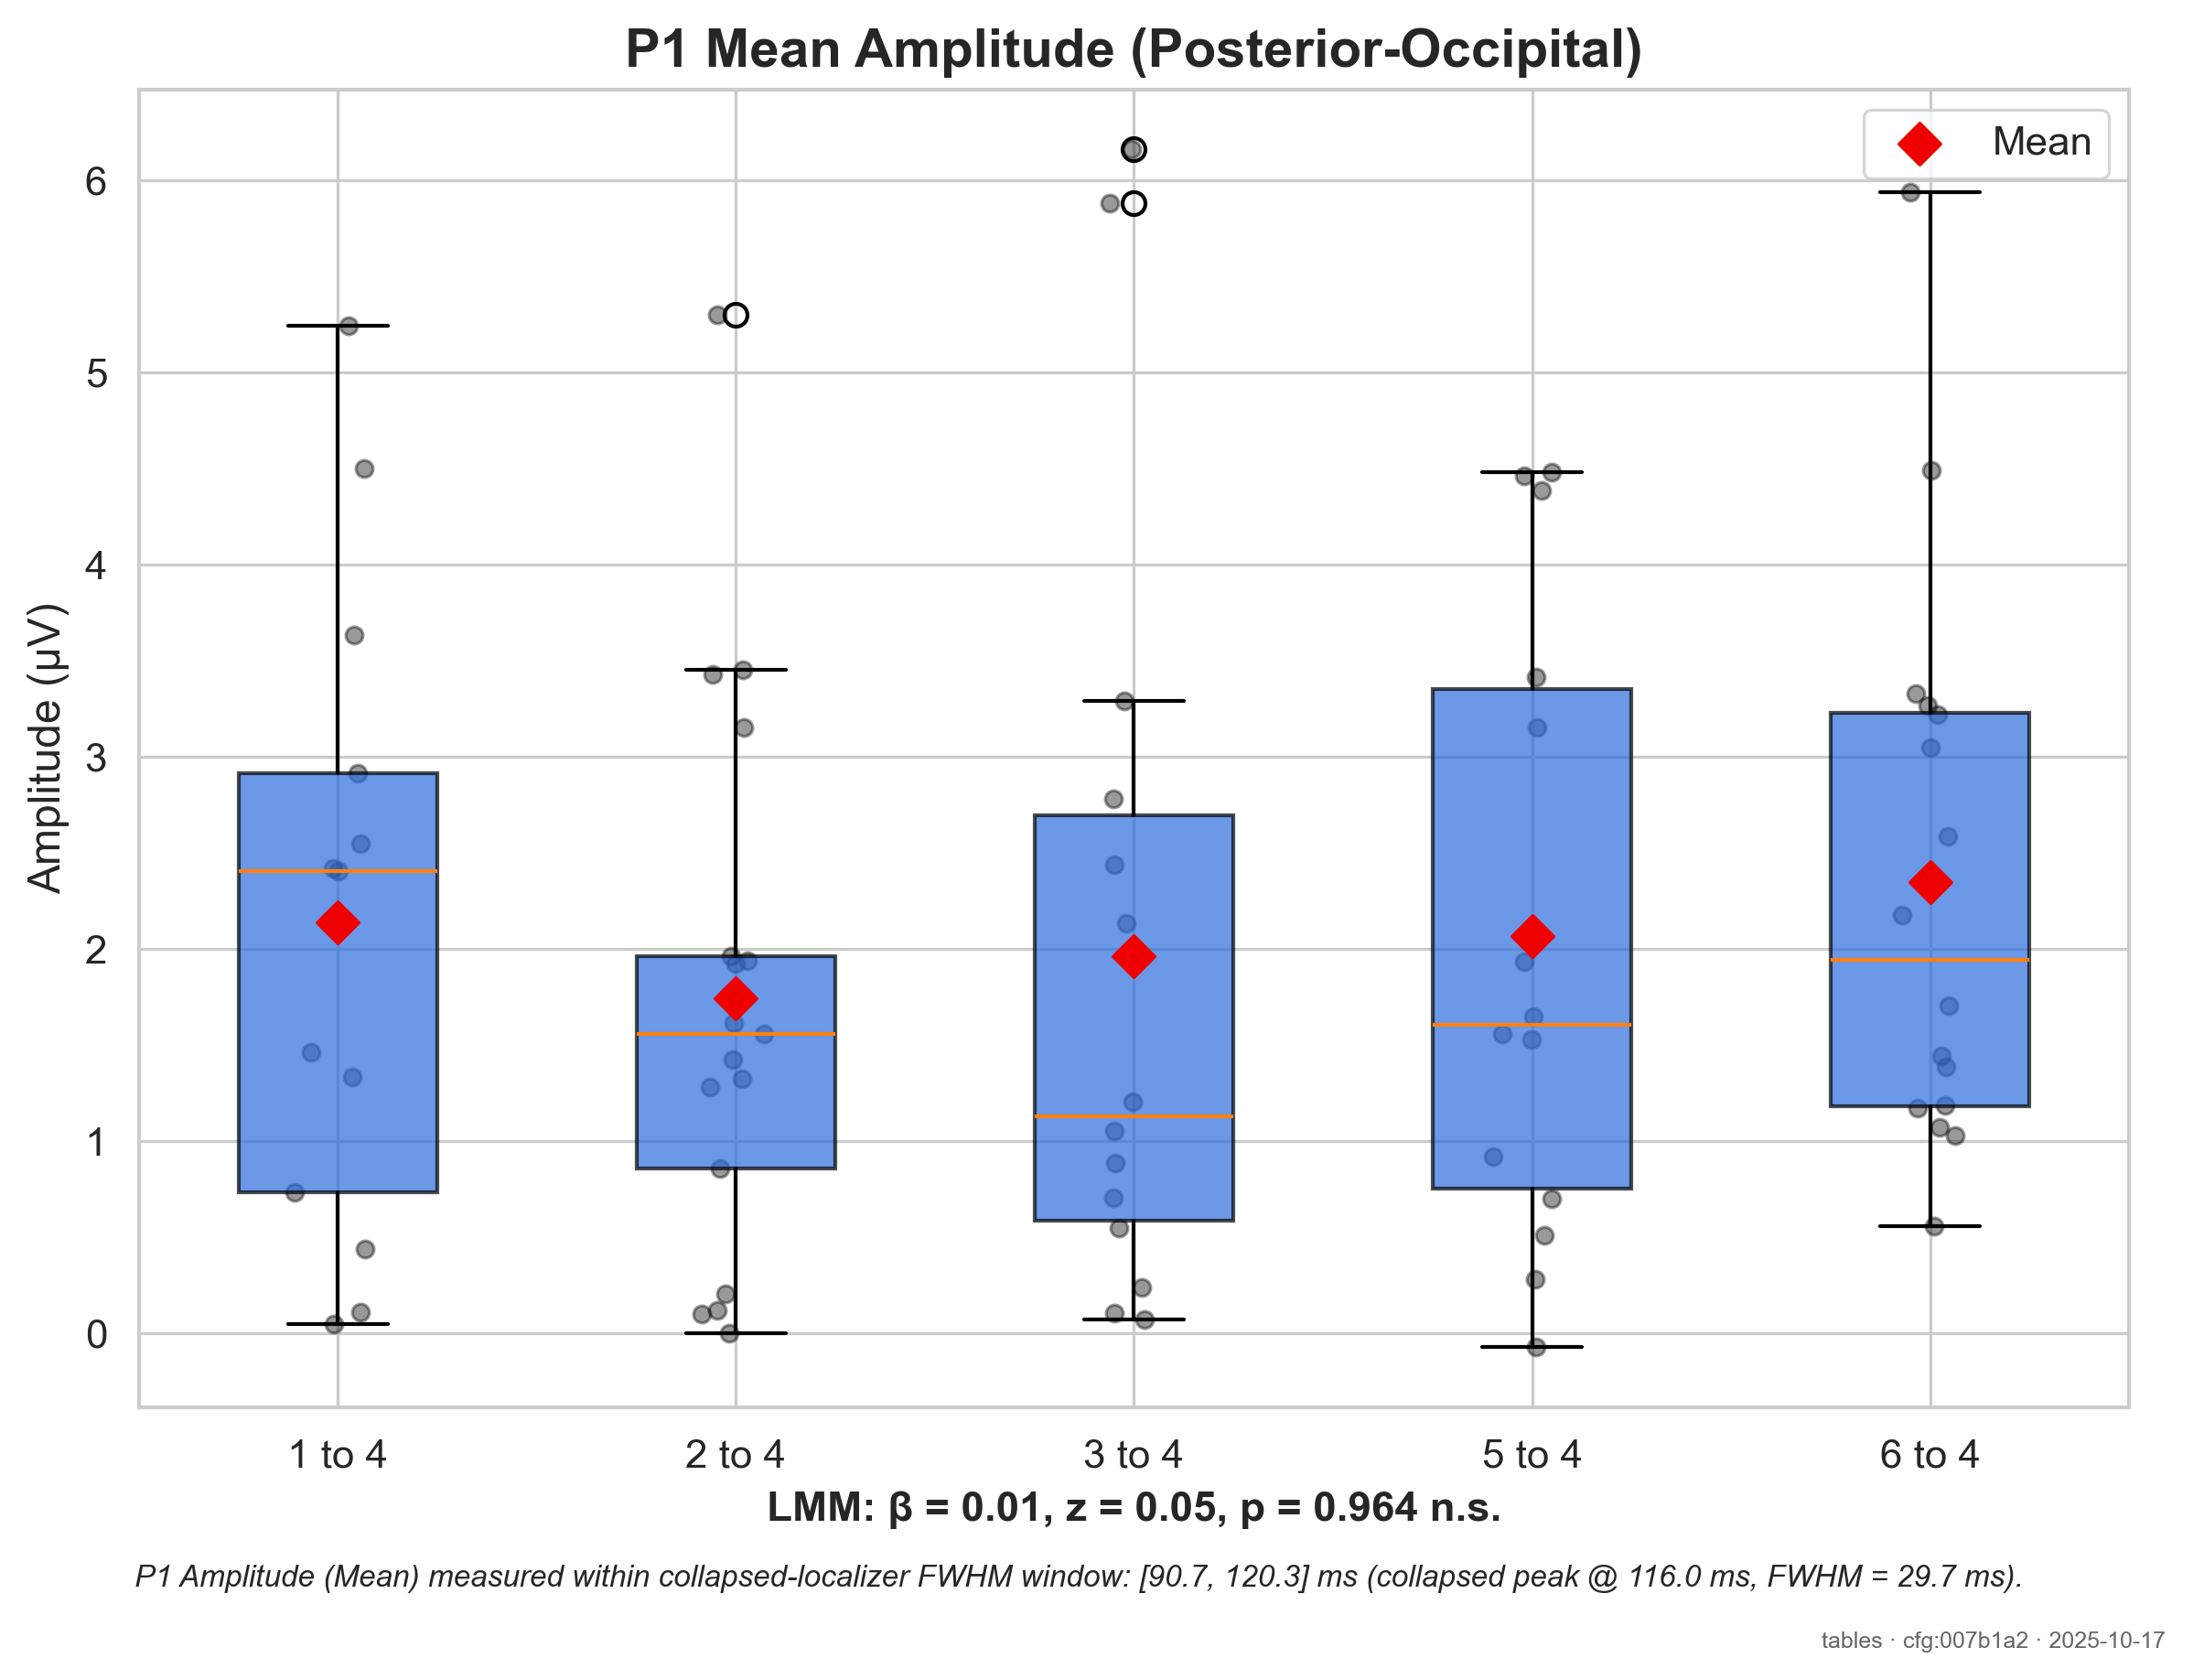 P1 Mean Amplitude (Posterior-Occipital)
Mean
6
5
4
3
2
1
0
Amplitude (μV)
1 to 4
2 to 4
3 to 4
5 to 4
6 to 4
LMM: β = 0.01, z = 0.05, p = 0.964 n.s.
P1 Amplitude (Mean) measured within collapsed-localizer FWHM window: [90.7, 120.3] ms (collapsed peak @ 116.0 ms, FWHM = 29.7 ms).
tables · cfg:007b1a2 · 2025-10-17